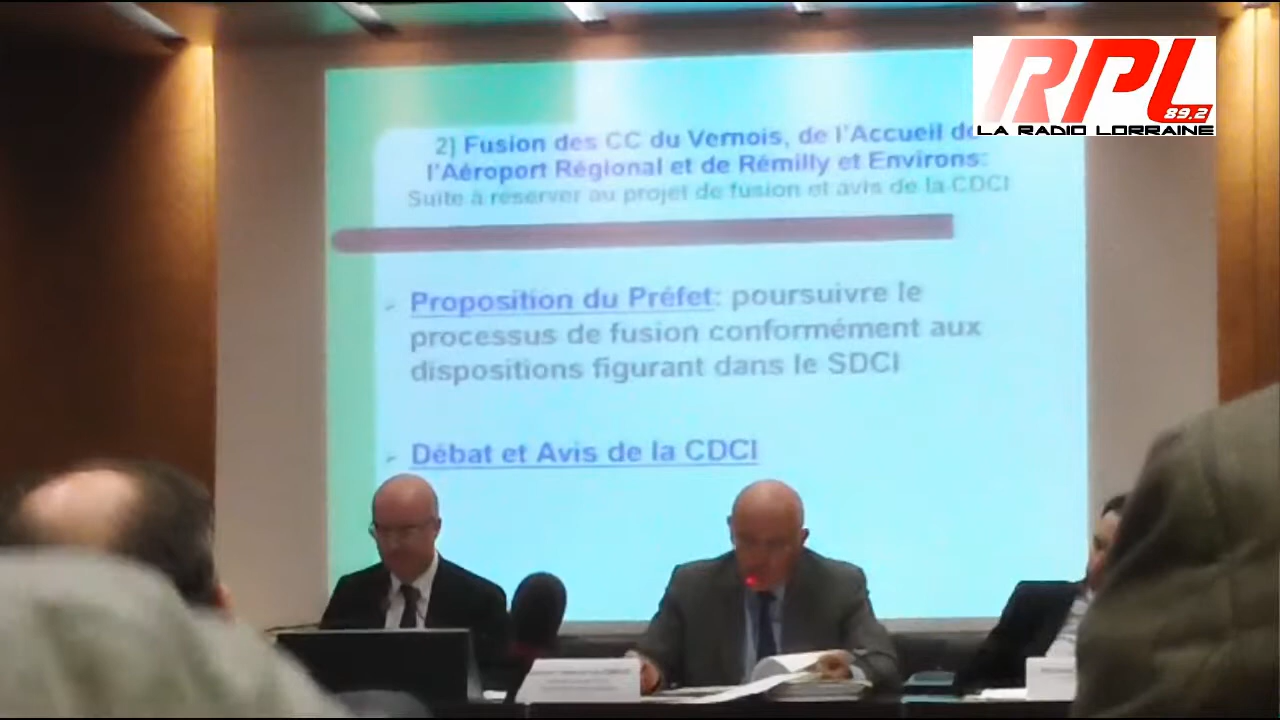 RPL
89.2
LA RADIO LORRAINE
2] Fusion des CC du Vernois, de l'Accueil de
l'Aéroport Régional et de Rémilly et Environs:
Suite à réserver au projet de fusion et avis de la CDCI
Proposition du Préfet: poursuivre le
processus de fusion conformément aux
dispositions figurant dans le SDCI
Débat et Avis de la CDCI